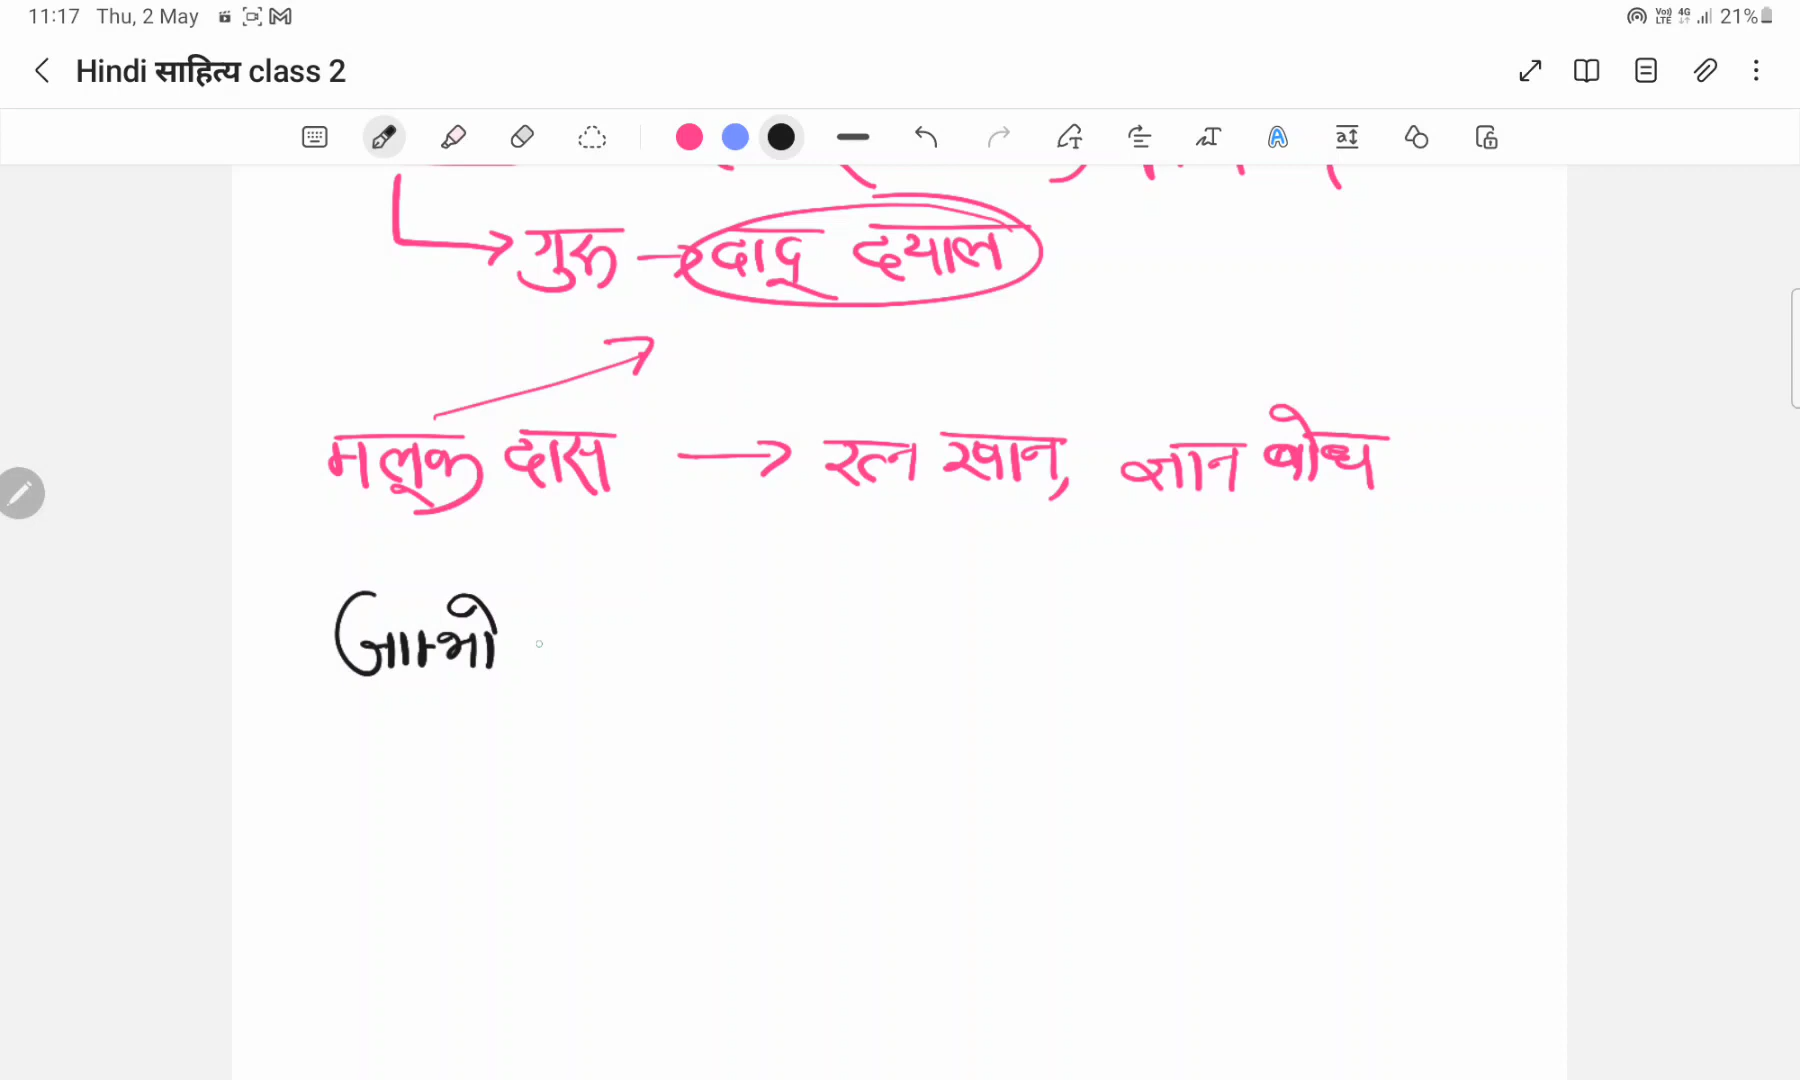 11:17 Thu, 2 May 21%
Hindi साहित्य class 2
गुरु → दादू दयाल
मलूक दास → रत्न खान, ज्ञान बोध
जाम्भो